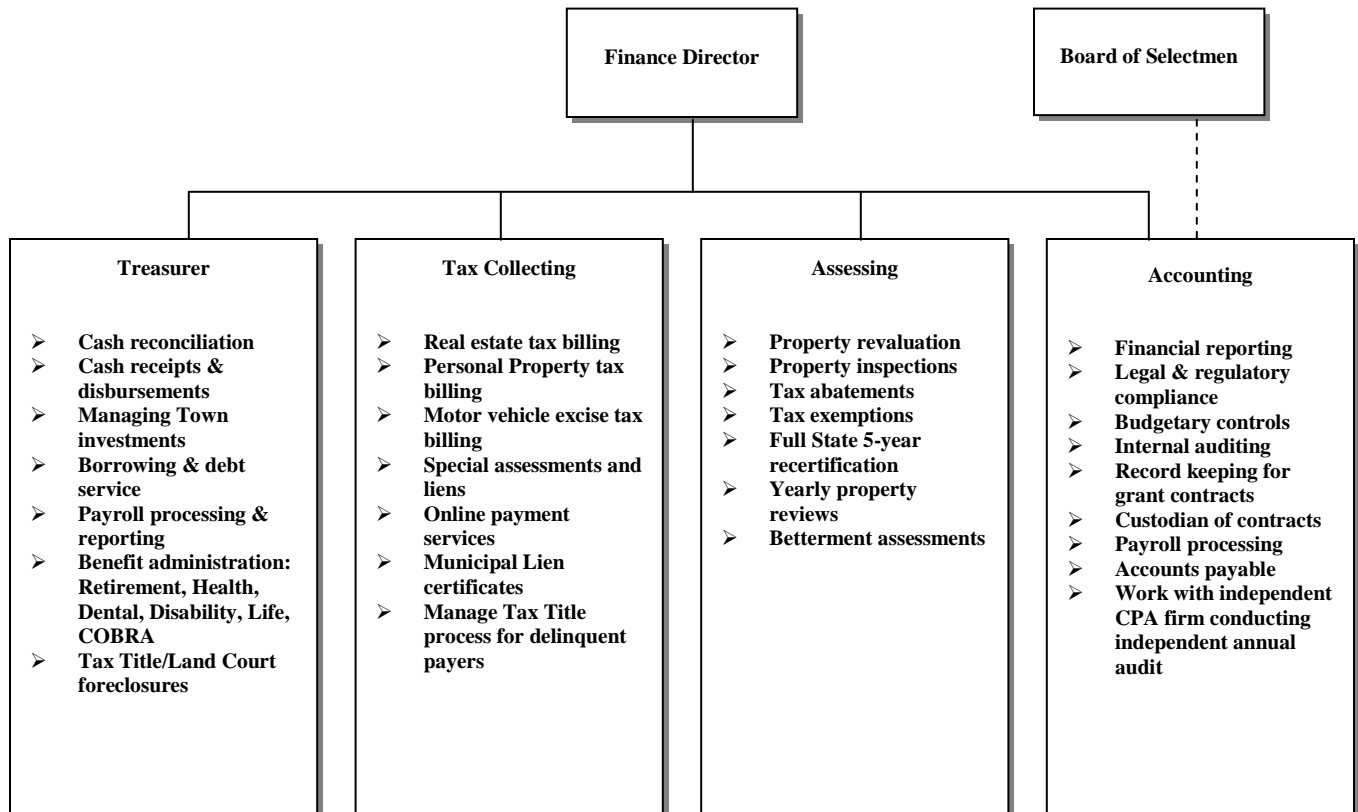 Finance Director
Board of Selectmen
Treasurer
➢ Cash reconciliation
➢ Cash receipts &
disbursements
➢ Managing Town
investments
➢ Borrowing & debt
service
➢ Payroll processing &
reporting
➢ Benefit administration:
Retirement, Health,
Dental, Disability, Life,
COBRA
➢ Tax Title/Land Court
foreclosures
Tax Collecting
➢ Real estate tax billing
➢ Personal Property tax
billing
➢ Motor vehicle excise tax
billing
➢ Special assessments and
liens
➢ Online payment
services
➢ Municipal Lien
certificates
➢ Manage Tax Title
process for delinquent
payers
Assessing
➢ Property revaluation
➢ Property inspections
➢ Tax abatements
➢ Tax exemptions
➢ Full State 5-year
recertification
➢ Yearly property
reviews
➢ Betterment assessments
Accounting
➢ Financial reporting
➢ Legal & regulatory
compliance
➢ Budgetary controls
➢ Internal auditing
➢ Record keeping for
grant contracts
➢ Custodian of contracts
➢ Payroll processing
➢ Accounts payable
➢ Work with independent
CPA firm conducting
independent annual
audit